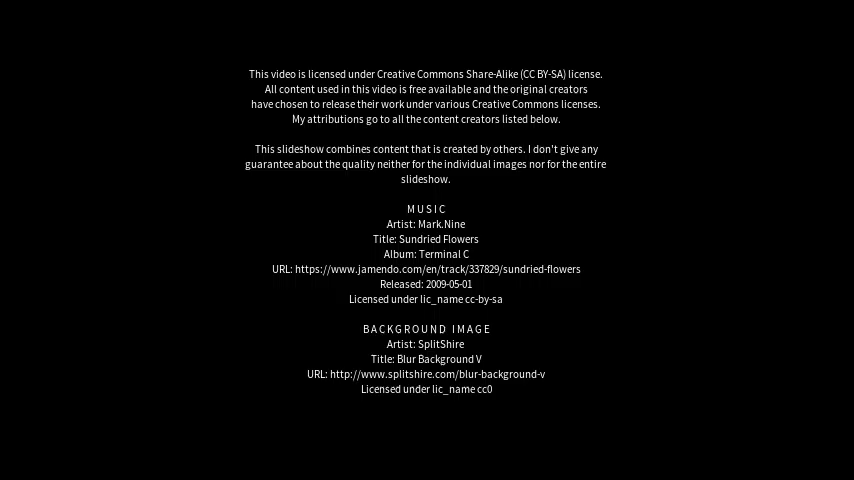 This video is licensed under Creative Commons Share-Alike (CC BY-SA) license.
All content used in this video is free available and the original creators
have chosen to release their work under various Creative Commons licenses.
My attributions go to all the content creators listed below.
This slideshow combines content that is created by others. I don't give any
guarantee about the quality neither for the individual images nor for the entire
slideshow.
MUSIC
Artist: Mark.Nine
Title: Sundried Flowers
Album: Terminal C
URL: https://www.jamendo.com/en/track/337829/sundried-flowers
Released: 2009-05-01
Licensed under lic_name cc-by-sa
BACKGROUND IMAGE
Artist: SplitShire
Title: Blur Background V
URL: http://www.splitshire.com/blur-background-v
Licensed under lic_name cc0